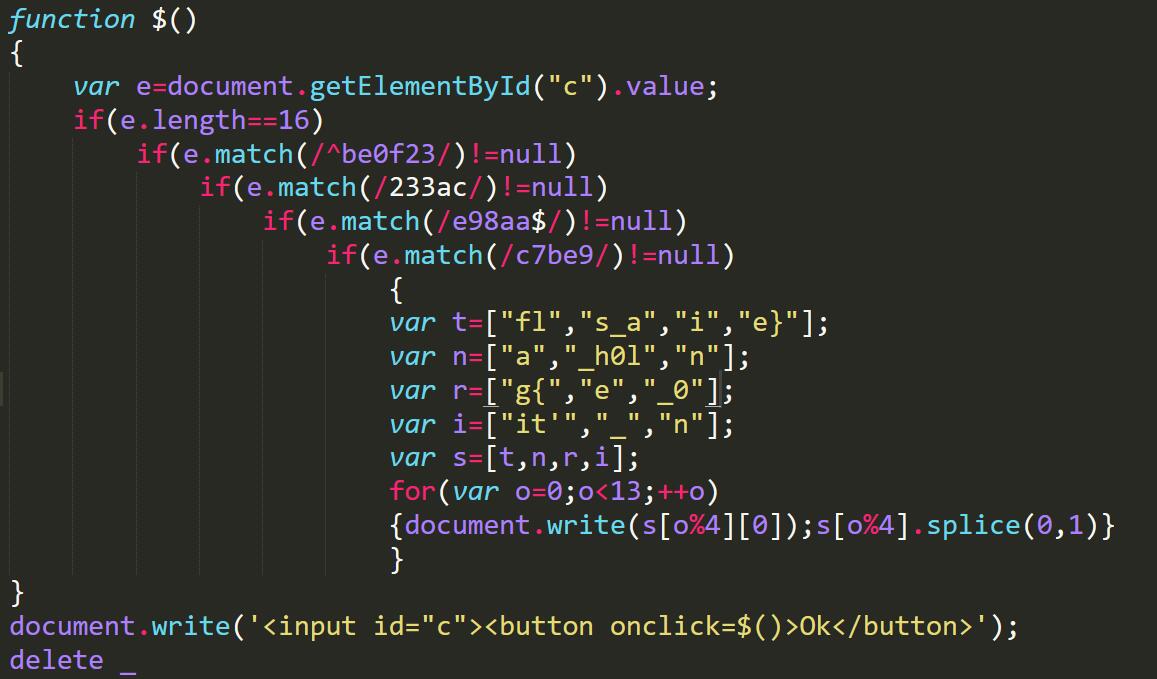 function $()
{
    var e=document.getElementById("c").value;
    if(e.length==16)
        if(e.match(/^be0f23/)!=null)
            if(e.match(/233ac/)!=null)
                if(e.match(/e98aa$/)!=null)
                    if(e.match(/c7be9/)!=null)
                        {
                        var t=["fl","s_a","i","e}"];
                        var n=["a","_h0l","n"];
                        var r=["g{","e","_0"];
                        var i=["it'","_","n"];
                        var s=[t,n,r,i];
                        for(var o=0;o<13;++o)
                        {document.write(s[o%4][0]);s[o%4].splice(0,1)}
                        }
}
document.write('<input id="c"><button onclick=$()>Ok</button>');
delete _